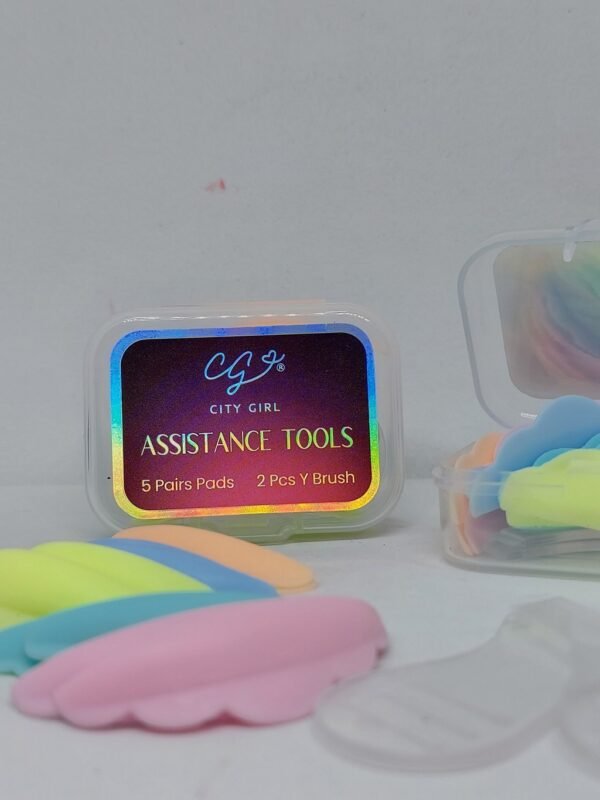 CG®
CITY GIRL
ASSISTANCE TOOLS
5 Pairs Pads 2 Pcs Y Brush